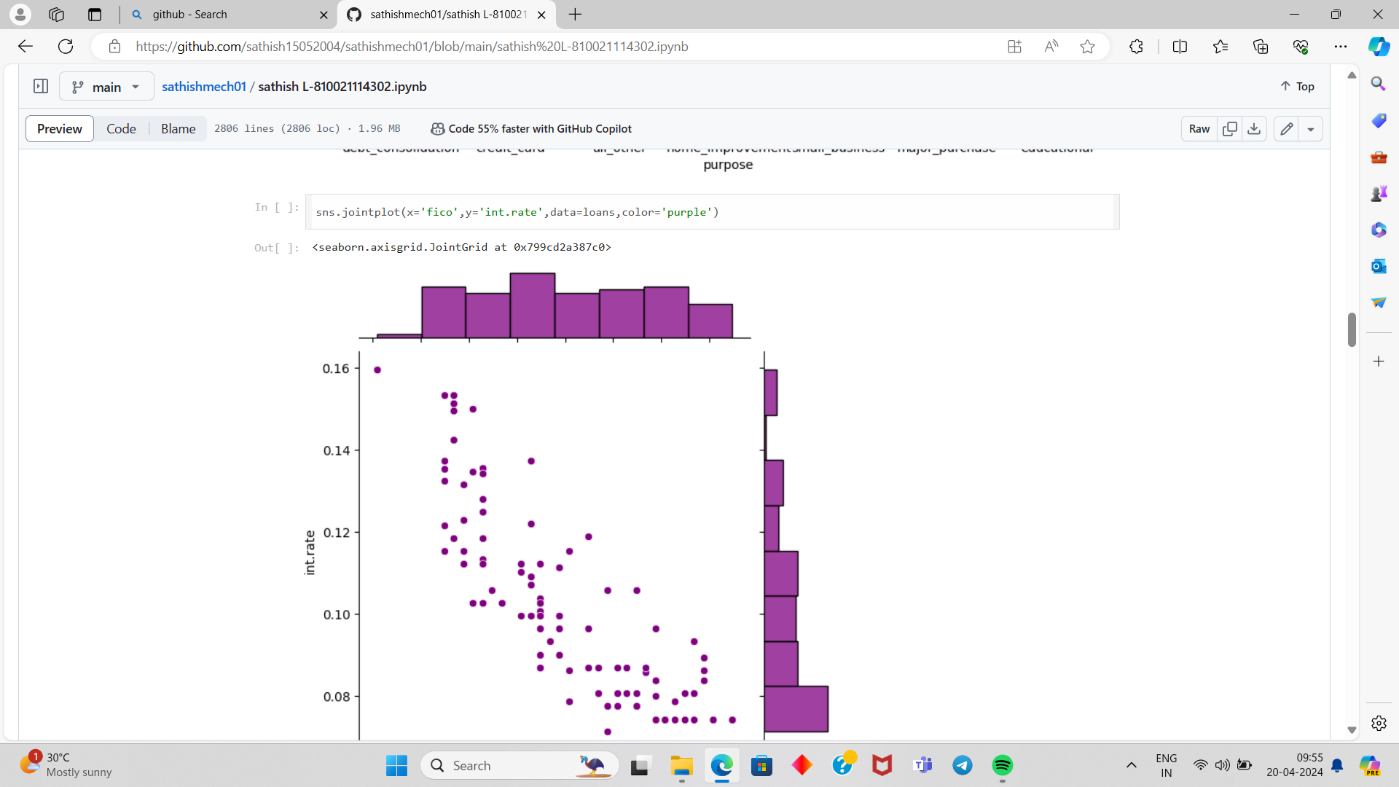 github - Search
sathishmech01/sathish L-810021
https://github.com/sathish15052004/sathishmech01/blob/main/sathish%20L-810021114302.ipynb
main
sathishmech01 / sathish L-810021114302.ipynb
Top
Preview
Code
Blame
2806 lines (2806 loc) · 1.96 MB
Code 55% faster with GitHub Copilot
Raw
debt_consolidation credit_card all_other home_improvementsmall_business major_purchase educational
purpose
In [ ]:
sns.jointplot(x='fico',y='int.rate',data=loans,color='purple')
Out[ ]:
<seaborn.axisgrid.JointGrid at 0x799cd2a387c0>
0.16
0.14
0.12
int.rate
0.10
0.08
1
30°C
Mostly sunny
Search
ENG
IN
09:55
20-04-2024
PRE